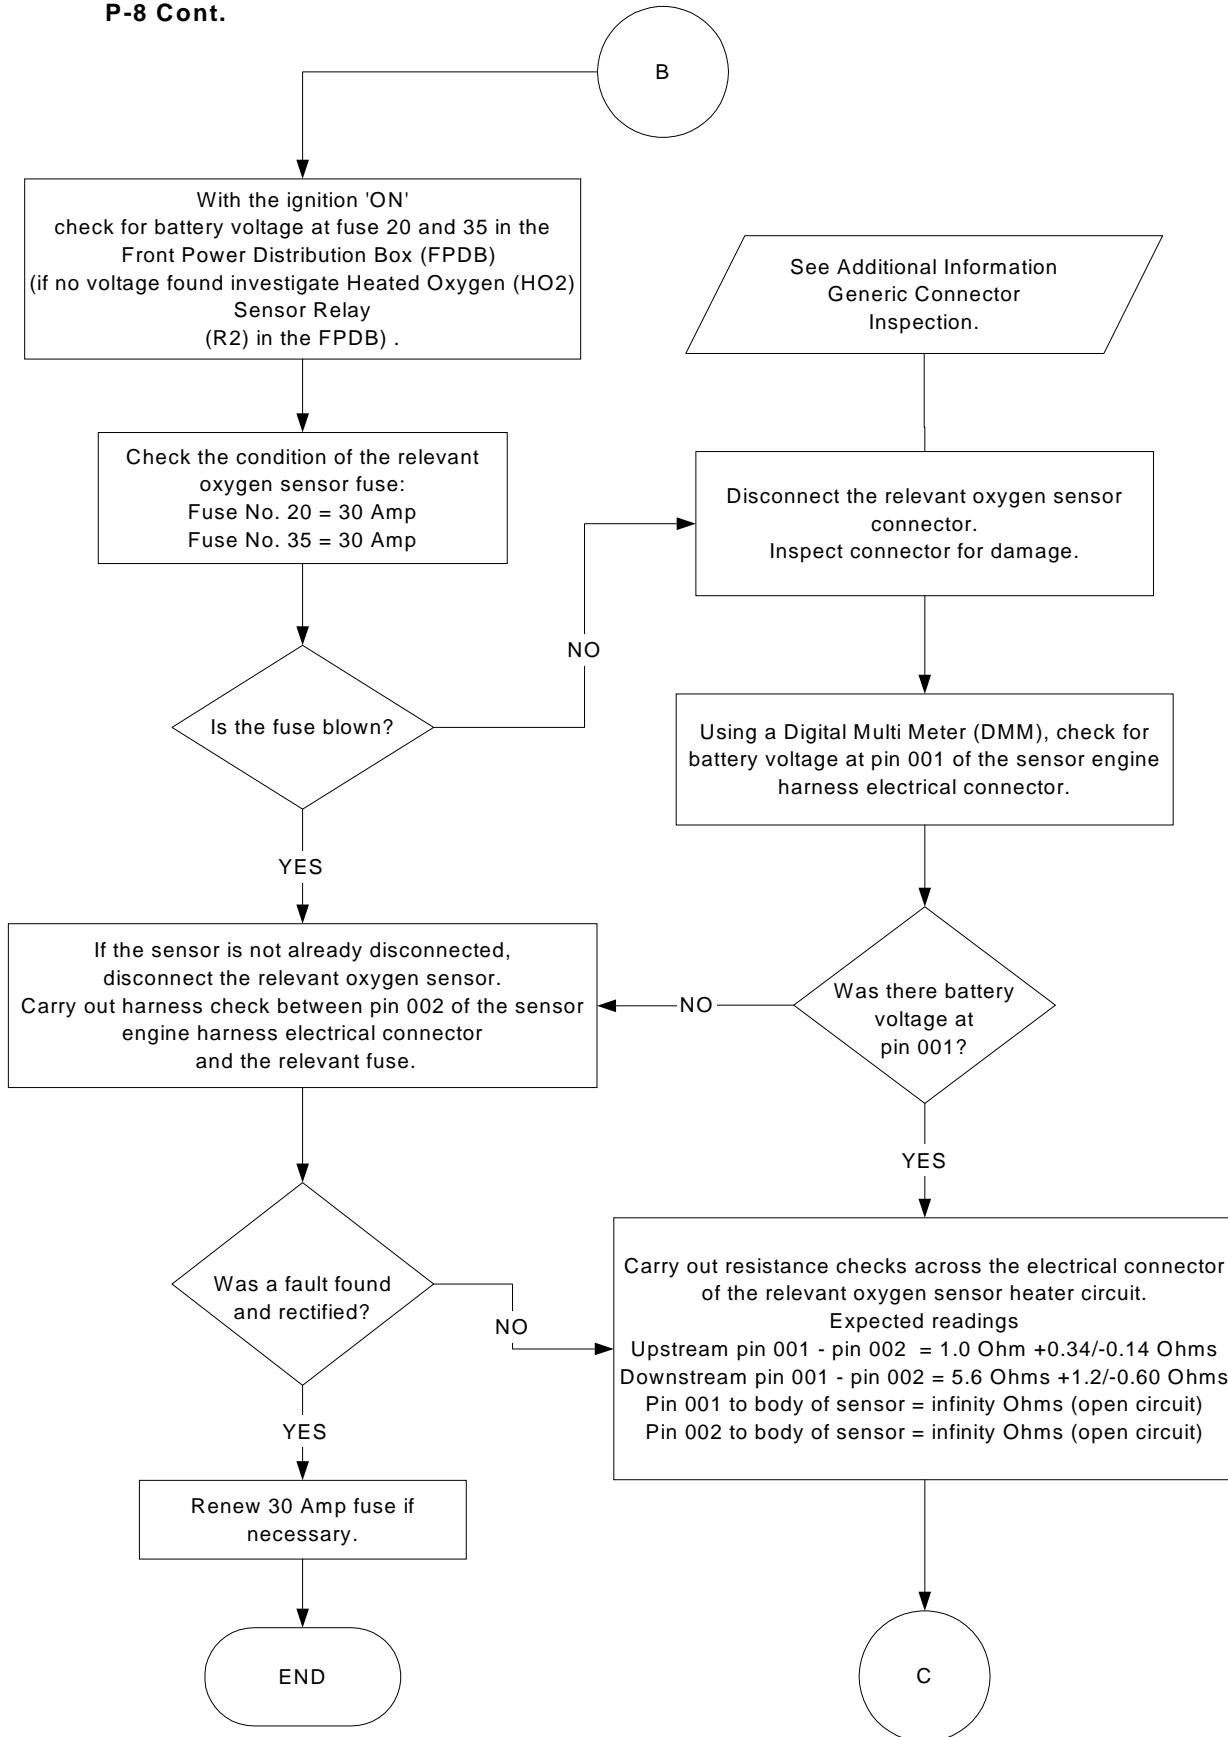 P-8 Cont.
B
With the ignition 'ON'
check for battery voltage at fuse 20 and 35 in the
Front Power Distribution Box (FPDB)
(if no voltage found investigate Heated Oxygen (HO2)
Sensor Relay
(R2) in the FPDB) .
See Additional Information
Generic Connector
Inspection.
Check the condition of the relevant
oxygen sensor fuse:
Fuse No. 20 = 30 Amp
Fuse No. 35 = 30 Amp
Disconnect the relevant oxygen sensor
connector.
Inspect connector for damage.
NO
Is the fuse blown?
Using a Digital Multi Meter (DMM), check for
battery voltage at pin 001 of the sensor engine
harness electrical connector.
YES
If the sensor is not already disconnected,
disconnect the relevant oxygen sensor.
Carry out harness check between pin 002 of the sensor
engine harness electrical connector
and the relevant fuse.
NO
Was there battery
voltage at
pin 001?
YES
Was a fault found
and rectified?
NO
Carry out resistance checks across the electrical connector
of the relevant oxygen sensor heater circuit.
Expected readings
Upstream pin 001 - pin 002 = 1.0 Ohm +0.34/-0.14 Ohms
Downstream pin 001 - pin 002 = 5.6 Ohms +1.2/-0.60 Ohms
Pin 001 to body of sensor = infinity Ohms (open circuit)
Pin 002 to body of sensor = infinity Ohms (open circuit)
YES
Renew 30 Amp fuse if
necessary.
END
C